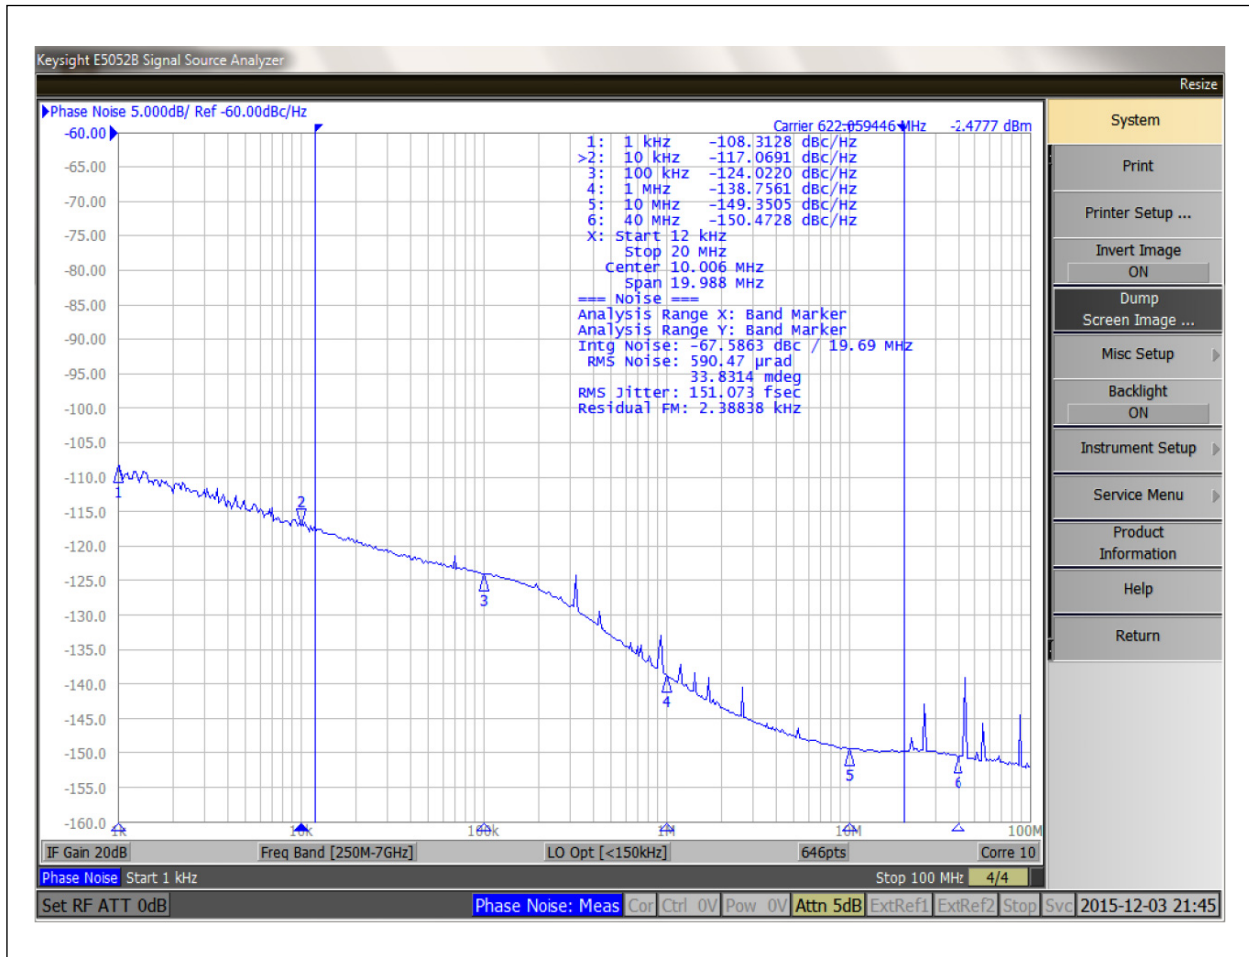 Keysight E5052B Signal Source Analyzer
Resize
Phase Noise 5.000dB/ Ref -60.00dBc/Hz
Carrier 622.059446 MHz -2.4777 dBm
1: 1 kHz -108.3128 dBc/Hz
>2: 10 kHz -117.0691 dBc/Hz
3: 100 kHz -124.0220 dBc/Hz
4: 1 MHz -138.7561 dBc/Hz
5: 10 MHz -149.3505 dBc/Hz
6: 40 MHz -150.4728 dBc/Hz
X: Start 12 kHz
Stop 20 MHz
Center 10.006 MHz
Span 19.988 MHz
=== Noise ===
Analysis Range X: Band Marker
Analysis Range Y: Band Marker
Intg Noise: -67.5863 dBc / 19.69 MHz
RMS Noise: 590.47 µrad
33.8314 mdeg
RMS Jitter: 151.073 fsec
Residual FM: 2.38838 kHz
-60.00
-65.00
-70.00
-75.00
-80.00
-85.00
-90.00
-95.00
-100.0
-105.0
-110.0
-115.0
-120.0
-125.0
-130.0
-135.0
-140.0
-145.0
-150.0
-155.0
-160.0
1
2
3
4
5
6
1k 10k 100k 1M 10M 100M
IF Gain 20dB Freq Band [250M-7GHz] LO Opt [<150kHz] 646pts Corre 10
Phase Noise Start 1 kHz Stop 100 MHz 4/4
Set RF ATT 0dB Phase Noise: Meas Cor Ctrl 0V Pow 0V Attn 5dB ExtRef1 ExtRef2 Stop Svc 2015-12-03 21:45
System
Print
Printer Setup ...
Invert Image
ON
Dump
Screen Image ...
Misc Setup
Backlight
ON
Instrument Setup
Service Menu
Product
Information
Help
Return